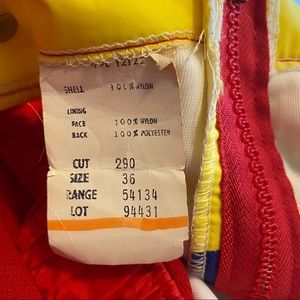 SHELL 100% NYLON
LINING
FACE 100% NYLON
BACK 100% POLYESTER
CUT 290
SIZE 36
RANGE 54134
LOT 94431